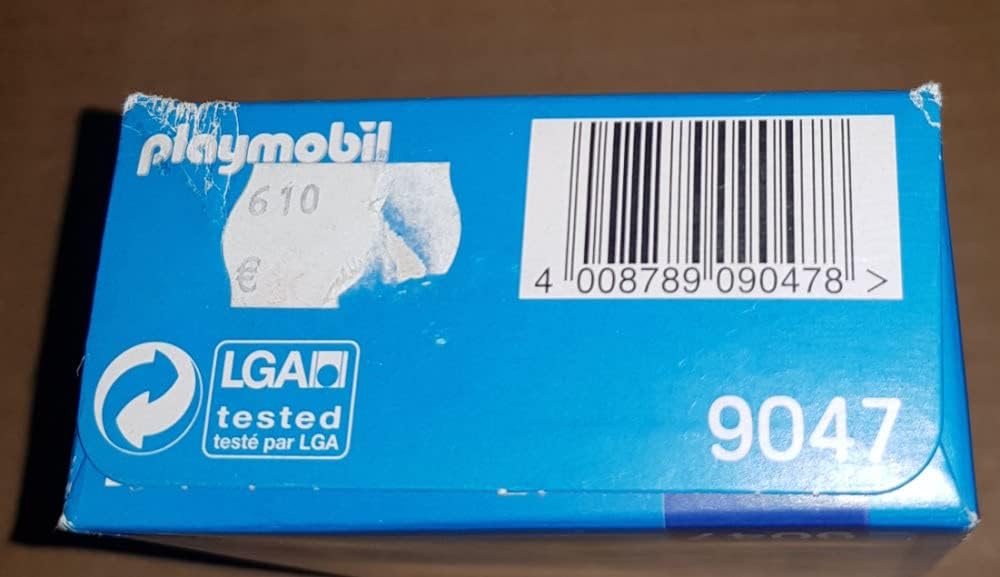 playmobil
610
€
4 008789 090478 >
LGA
tested
testé par LGA
9047